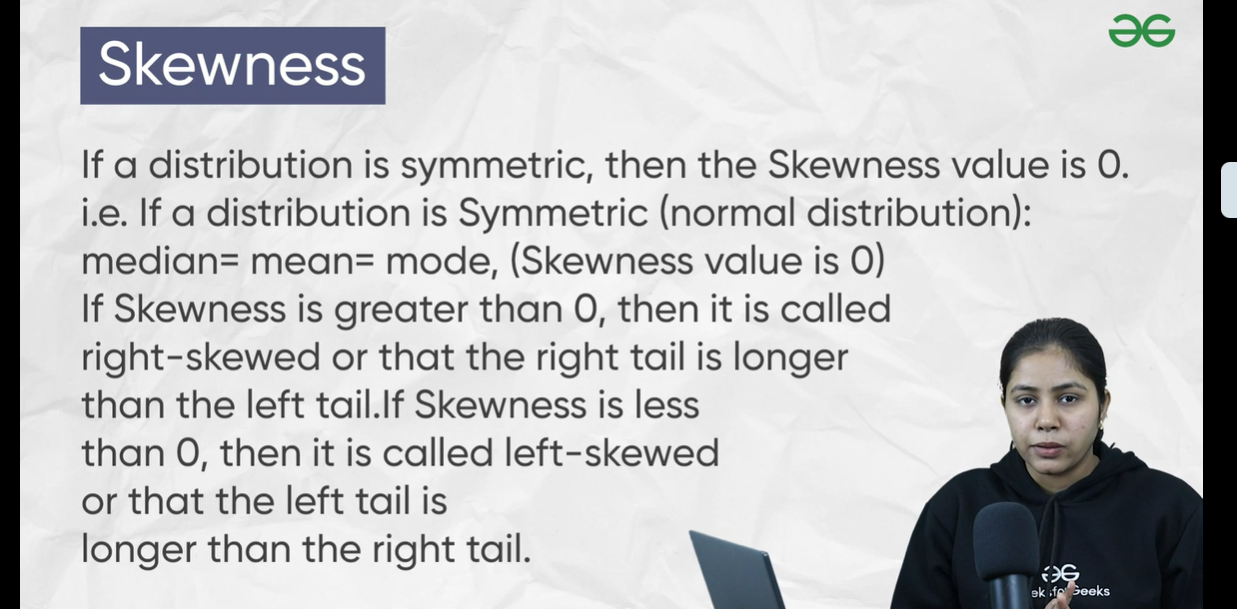 Skewness
If a distribution is symmetric, then the Skewness value is 0.
i.e. If a distribution is Symmetric (normal distribution):
median= mean= mode, (Skewness value is 0)
If Skewness is greater than 0, then it is called
right-skewed or that the right tail is longer
than the left tail.If Skewness is less
than 0, then it is called left-skewed
or that the left tail is
longer than the right tail.